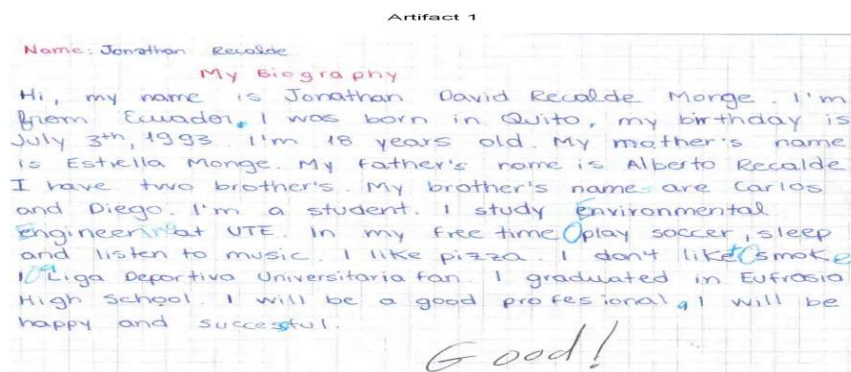 Artifact 1
Name: Jonathan Recalde
My Biography
Hi, my name is Jonathan David Recalde Monge. I'm
from Ecuador. I was born in Quito, my birthday is
July 3th, 1993. I'm 18 years old. My mother's name
is Estrella Monge. My father's name is Alberto Recalde
I have two brother's. My brother's names are Carlos
and Diego. I'm a student. I study Environmental
Engineering at UTE. In my free time play soccer, sleep
and listen to music. I like pizza. I don't like to smoke
a Liga Deportiva Universitaria fan. I graduated in Eufrasia
High School. I will be a good profesional, I will be
happy and successful.
Good!